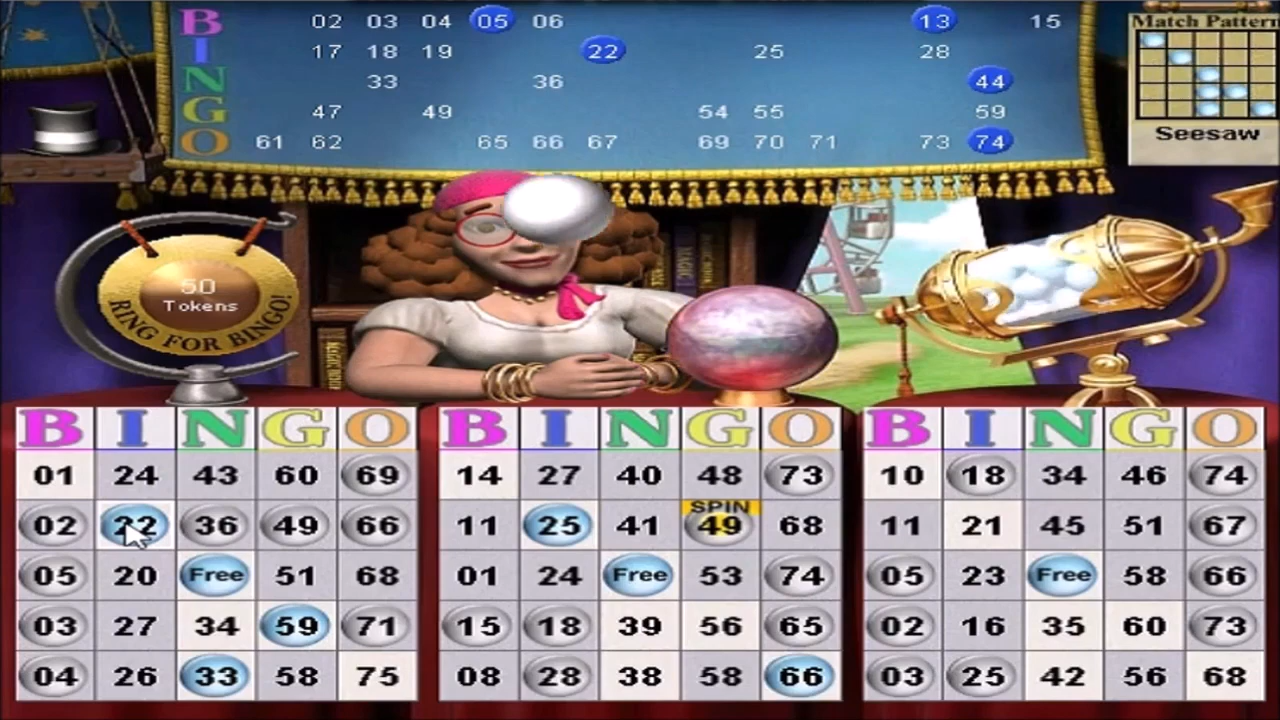 B 02 03 04 05 06 13 15
I 17 18 19 22 25 28
N 33 36 44
G 47 49 54 55 59
O 61 62 65 66 67 69 70 71 73 74
Match Pattern
Seesaw
50
Tokens
RING FOR BINGO!
B I N G O
01 24 43 60 69
02 22 36 49 66
05 20 Free 51 68
03 27 34 59 71
04 26 33 58 75
B I N G O
14 27 40 48 73
SPIN
11 25 41 49 68
01 24 Free 53 74
15 18 39 56 65
08 28 38 58 66
B I N G O
10 18 34 46 74
11 21 45 51 67
05 23 Free 58 66
02 16 35 60 73
03 25 42 56 68